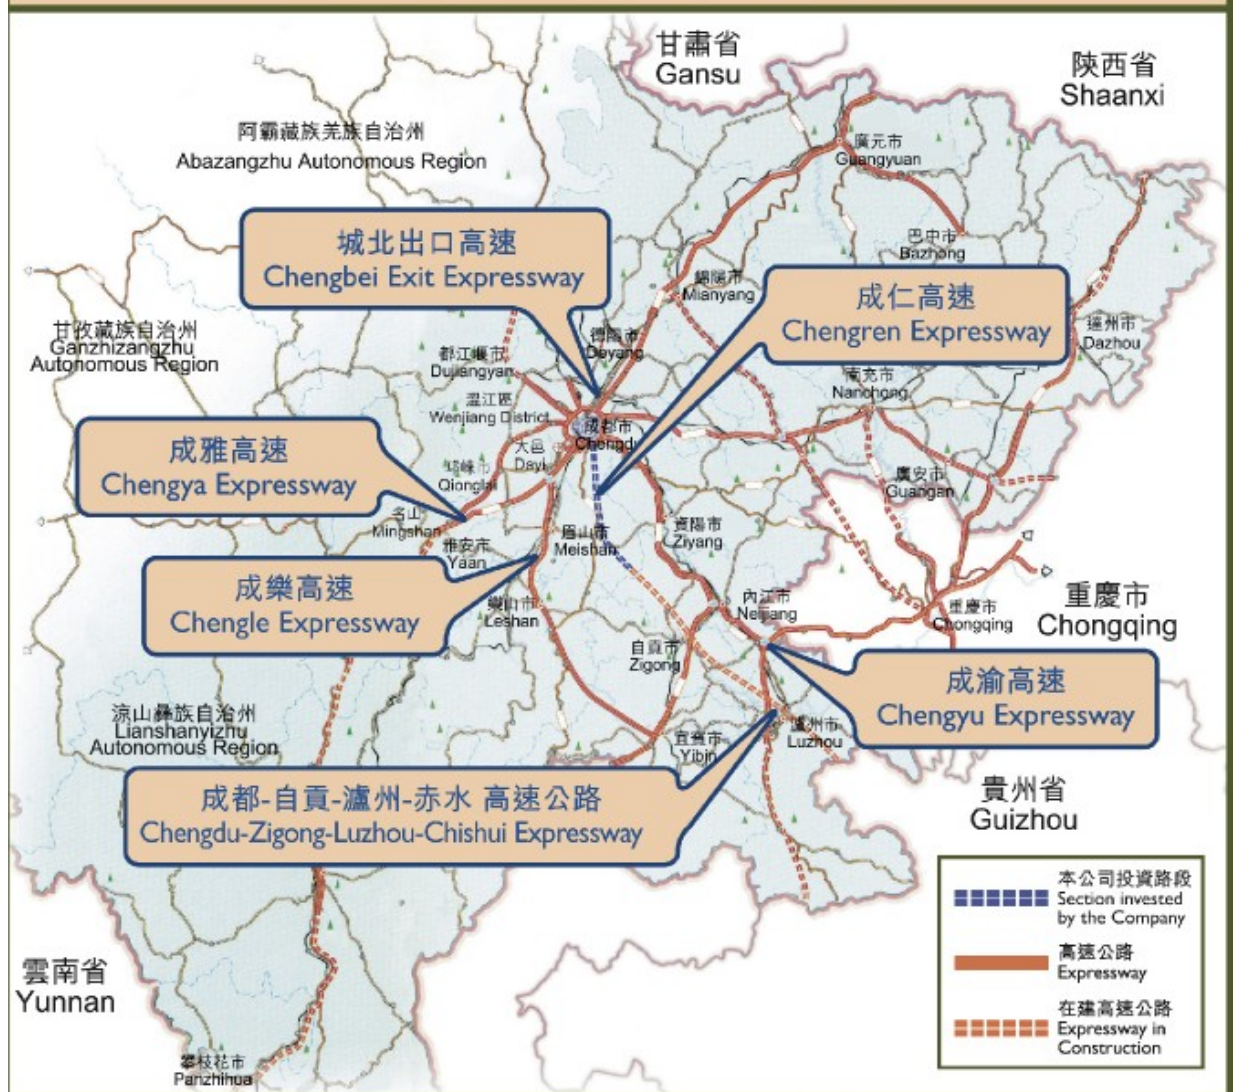 甘肅省
Gansu
陝西省
Shaanxi
阿霸藏族羌族自治州
Abazangzhu Autonomous Region
廣元市
Guangyuan
城北出口高速
Chengbei Exit Expressway
巴中市
Bazhong
綿陽市
Mianyang
成仁高速
Chengren Expressway
甘孜藏族自治州
Ganzhizangzhu
Autonomous Region
德陽市
Deyang
達州市
Dazhou
都江堰市
Dujiangyan
南充市
Nanchong
溫江區
Wenjiang District
成都市
Chengdu
成雅高速
Chengya Expressway
大邑
Dayi
邛崍市
Qionglai
廣安市
Guangan
名山
Mingshan
資陽市
Ziyang
眉山市
Meishan
雅安市
Yaan
成樂高速
Chengle Expressway
樂山市
Leshan
內江市
Neijiang
重慶市
Chongqing
重慶市
Chongqing
自貢市
Zigong
成渝高速
Chengyu Expressway
涼山彝族自治州
Lianshanyizhu
Autonomous Region
宜賓市
Yibin
瀘州市
Luzhou
成都-自貢-瀘州-赤水 高速公路
Chengdu-Zigong-Luzhou-Chishui Expressway
貴州省
Guizhou
本公司投資路段
Section invested
by the Company
高速公路
Expressway
在建高速公路
Expressway in
Construction
雲南省
Yunnan
攀枝花市
Panzhihua